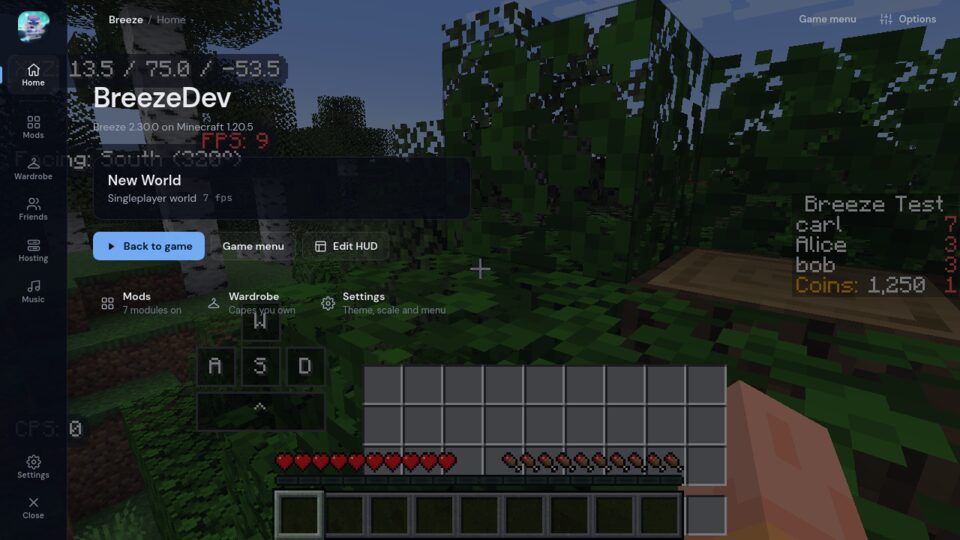 Breeze / Home
Game menu
Options
Home
13.5 / 75.0 / -53.5
BreezeDev
Breeze 2.30.0 on Minecraft 1.20.5
Mods
FPS: 9
Facing: South (320°)
Wardrobe
New World
Singleplayer world 7 fps
Friends
Breeze Test
carl 7
Alice 3
bob 3
Coins: 1,250 1
Hosting
Back to game
Game menu
Edit HUD
Music
Mods
7 modules on
Wardrobe
Capes you own
Settings
Theme, scale and menu
W
A S D
^
CPS: 0
Settings
Close